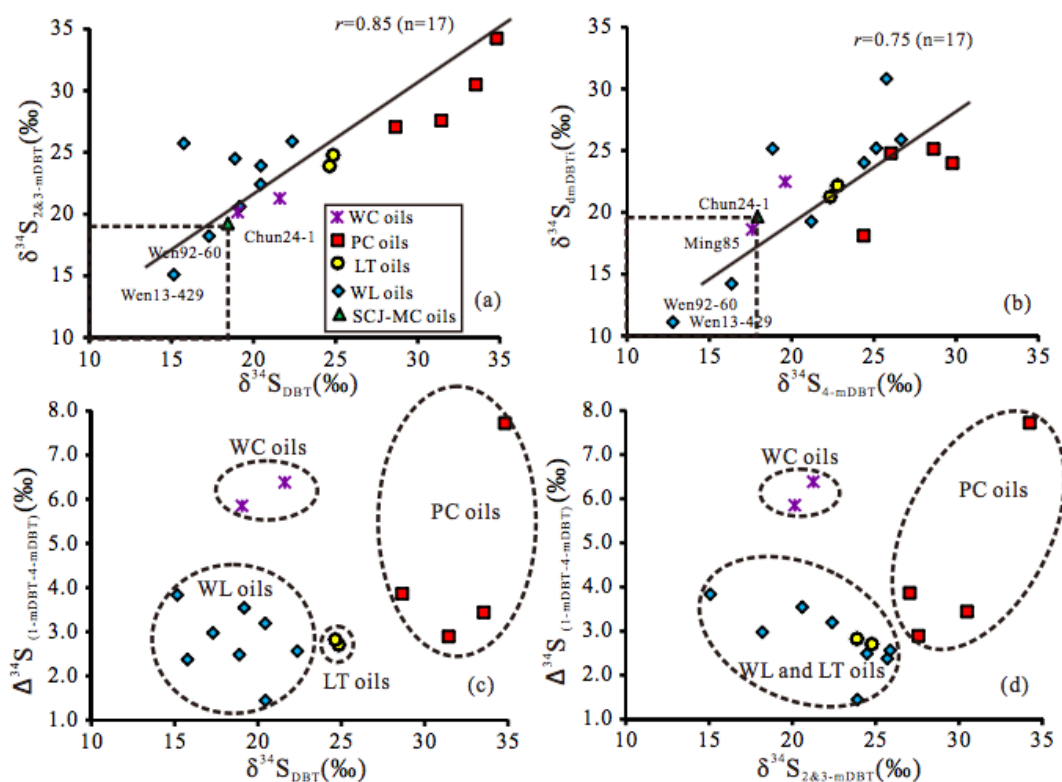 r=0.85 (n=17)
δ34S2&3-mDBT(‰)
35
30
25
20
15
10
Chun24-1
Wen92-60
Wen13-429
WC oils
PC oils
LT oils
WL oils
SCJ-MC oils
(a)
10 15 20 25 30 35
δ34SDBT(‰)
r=0.75 (n=17)
δ34SdmDBTi(‰)
35
30
25
20
15
10
Chun24-1
Ming85
Wen92-60
Wen13-429
(b)
10 15 20 25 30 35
δ34S4-mDBT(‰)
Δ34S (1-mDBT-4-mDBT) (‰)
8.0
7.0
6.0
5.0
4.0
3.0
2.0
1.0
WC oils
PC oils
WL oils
LT oils
(c)
10 15 20 25 30 35
δ34SDBT(‰)
Δ34S (1-mDBT-4-mDBT) (‰)
8.0
7.0
6.0
5.0
4.0
3.0
2.0
1.0
WC oils
PC oils
WL and LT oils
(d)
10 15 20 25 30 35
δ34S2&3-mDBT(‰)